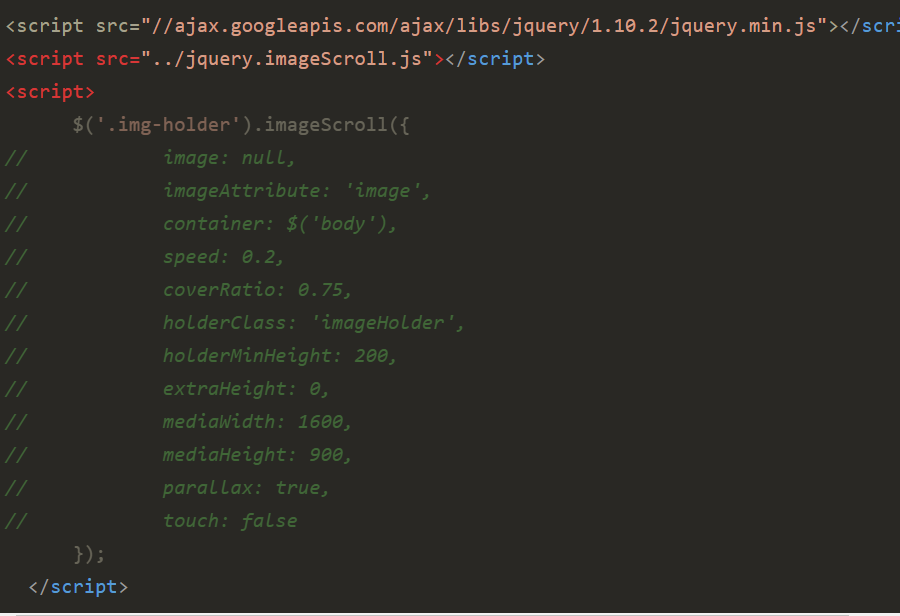 <script src="//ajax.googleapis.com/ajax/libs/jquery/1.10.2/jquery.min.js"></scri
<script src="../jquery.imageScroll.js"></script>
<script>
$('.img-holder').imageScroll({
// image: null,
// imageAttribute: 'image',
// container: $('body'),
// speed: 0.2,
// coverRatio: 0.75,
// holderClass: 'imageHolder',
// holderMinHeight: 200,
// extraHeight: 0,
// mediaWidth: 1600,
// mediaHeight: 900,
// parallax: true,
// touch: false
});
</script>